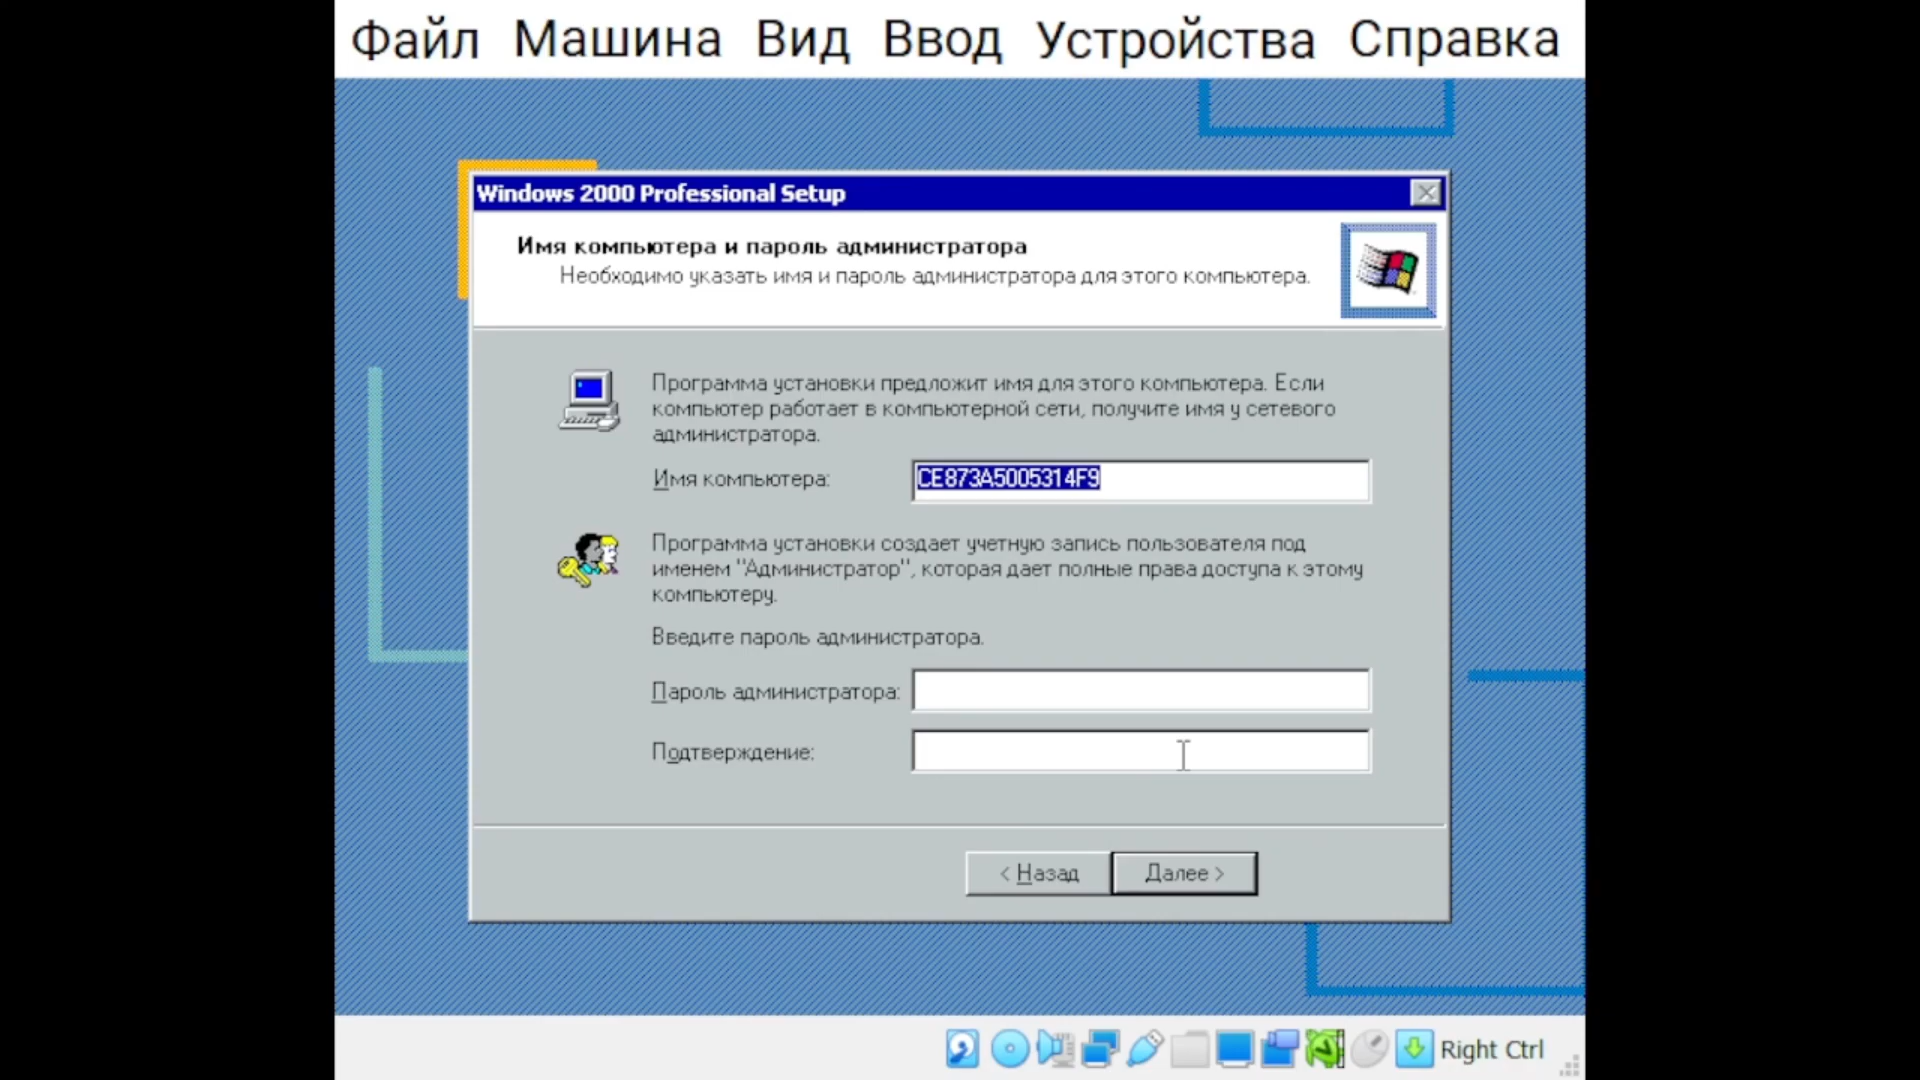 Файл Машина Вид Ввод Устройства Справка
Windows 2000 Professional Setup
Имя компьютера и пароль администратора
Необходимо указать имя и пароль администратора для этого компьютера.
Программа установки предложит имя для этого компьютера. Если
компьютер работает в компьютерной сети, получите имя у сетевого
администратора.
Имя компьютера: CE873A5005314F9
Программа установки создает учетную запись пользователя под
именем "Администратор", которая дает полные права доступа к этому
компьютеру.
Введите пароль администратора.
Пароль администратора:
Подтверждение:
< Назад Далее >
Right Ctrl